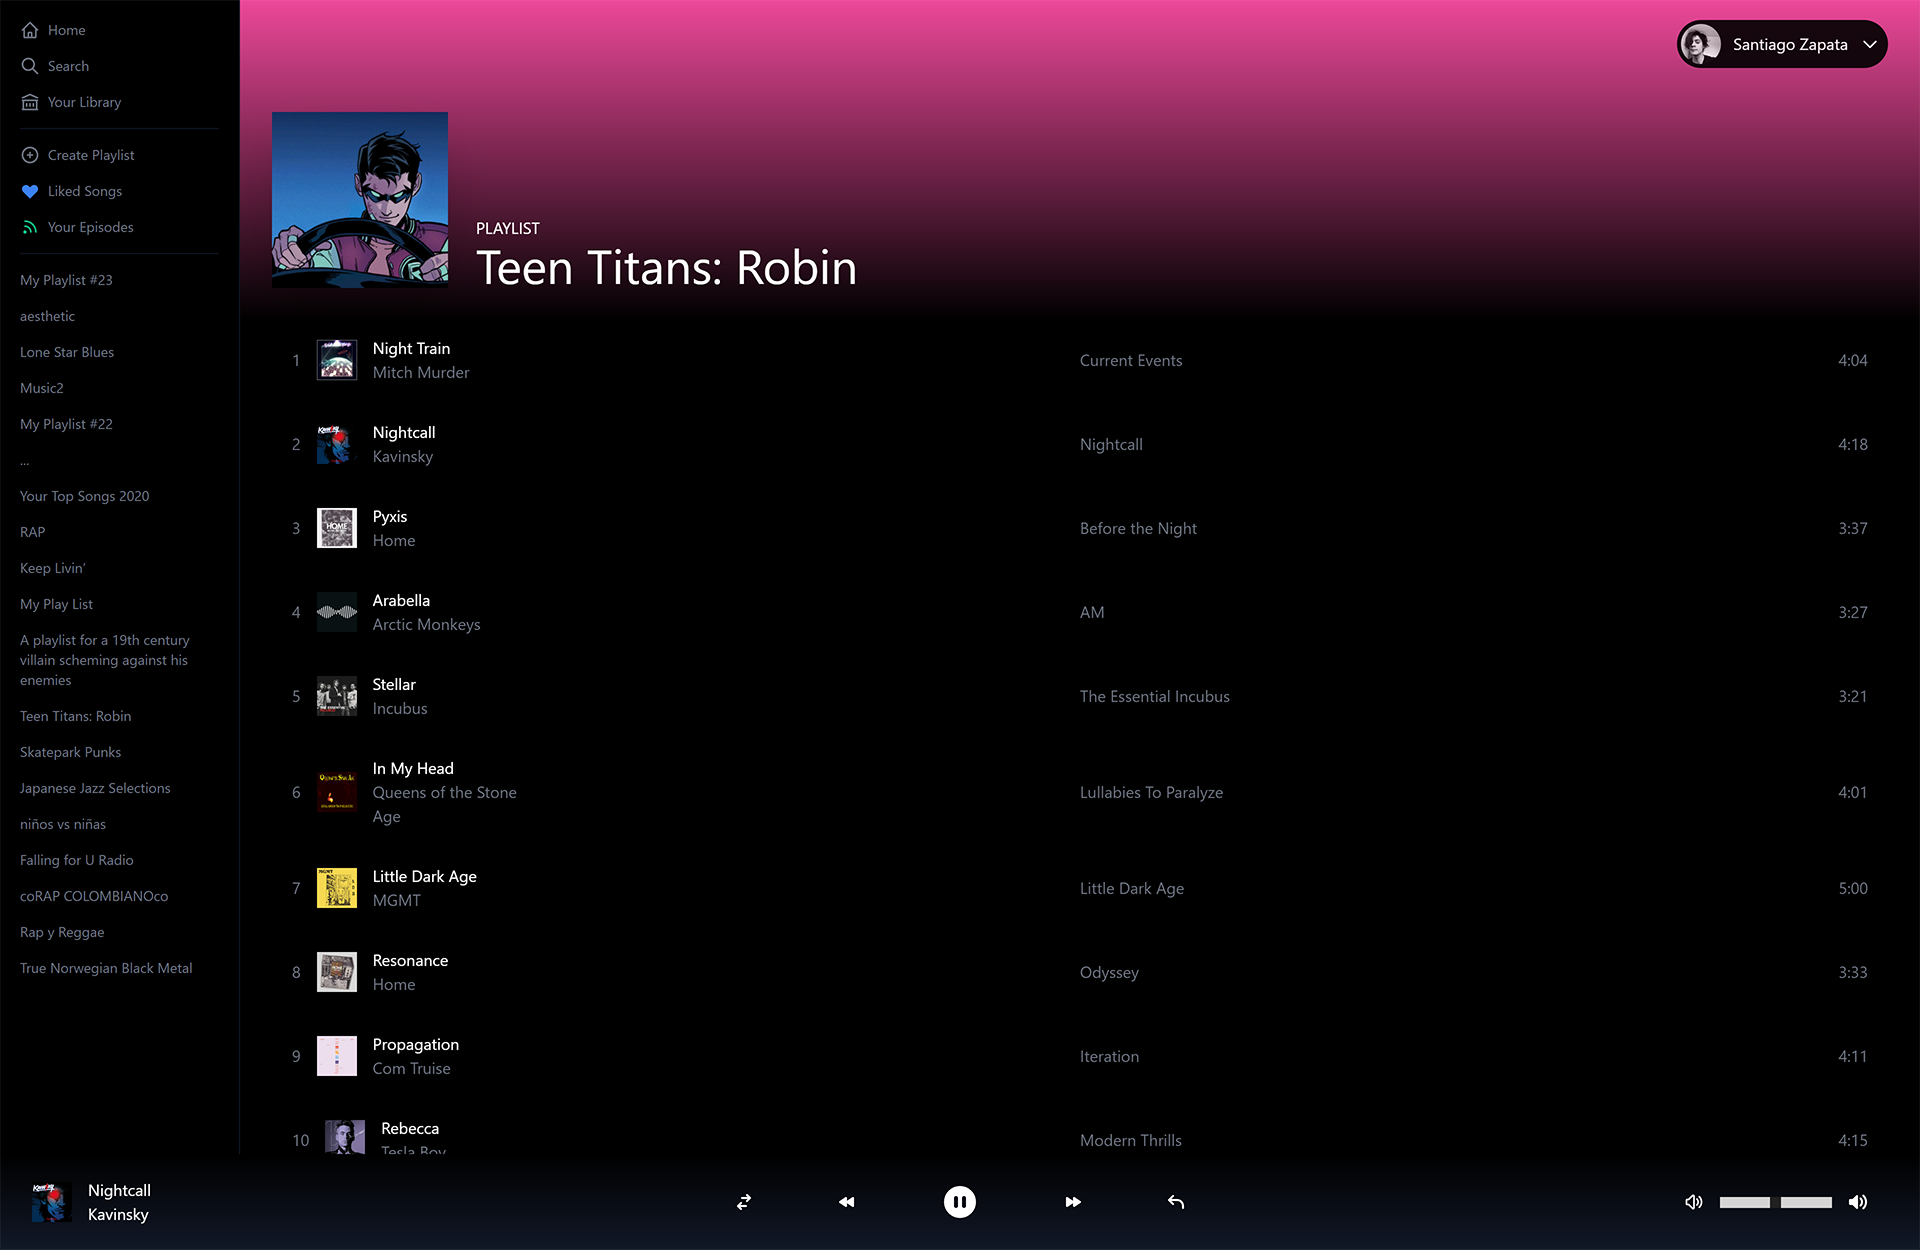 Home
Search
Your Library
Create Playlist
Liked Songs
Your Episodes
My Playlist #23
aesthetic
Lone Star Blues
Music2
My Playlist #22
...
Your Top Songs 2020
RAP
Keep Livin'
My Play List
A playlist for a 19th century
villain scheming against his
enemies
Teen Titans: Robin
Skatepark Punks
Japanese Jazz Selections
niños vs niñas
Falling for U Radio
coRAP COLOMBIANOco
Rap y Reggae
True Norwegian Black Metal
Santiago Zapata
PLAYLIST
Teen Titans: Robin
1 Night Train Current Events 4:04
Mitch Murder
2 Nightcall Nightcall 4:18
Kavinsky
3 Pyxis Before the Night 3:37
Home
HOME
4 Arabella AM 3:27
Arctic Monkeys
5 Stellar The Essential Incubus 3:21
Incubus
6 In My Head Lullabies To Paralyze 4:01
Queens of the Stone
Age
7 Little Dark Age Little Dark Age 5:00
MGMT
MGMT
8 Resonance Odyssey 3:33
Home
9 Propagation Iteration 4:11
Com Truise
10 Rebecca Modern Thrills 4:15
Tesla Boy
Nightcall
Kavinsky